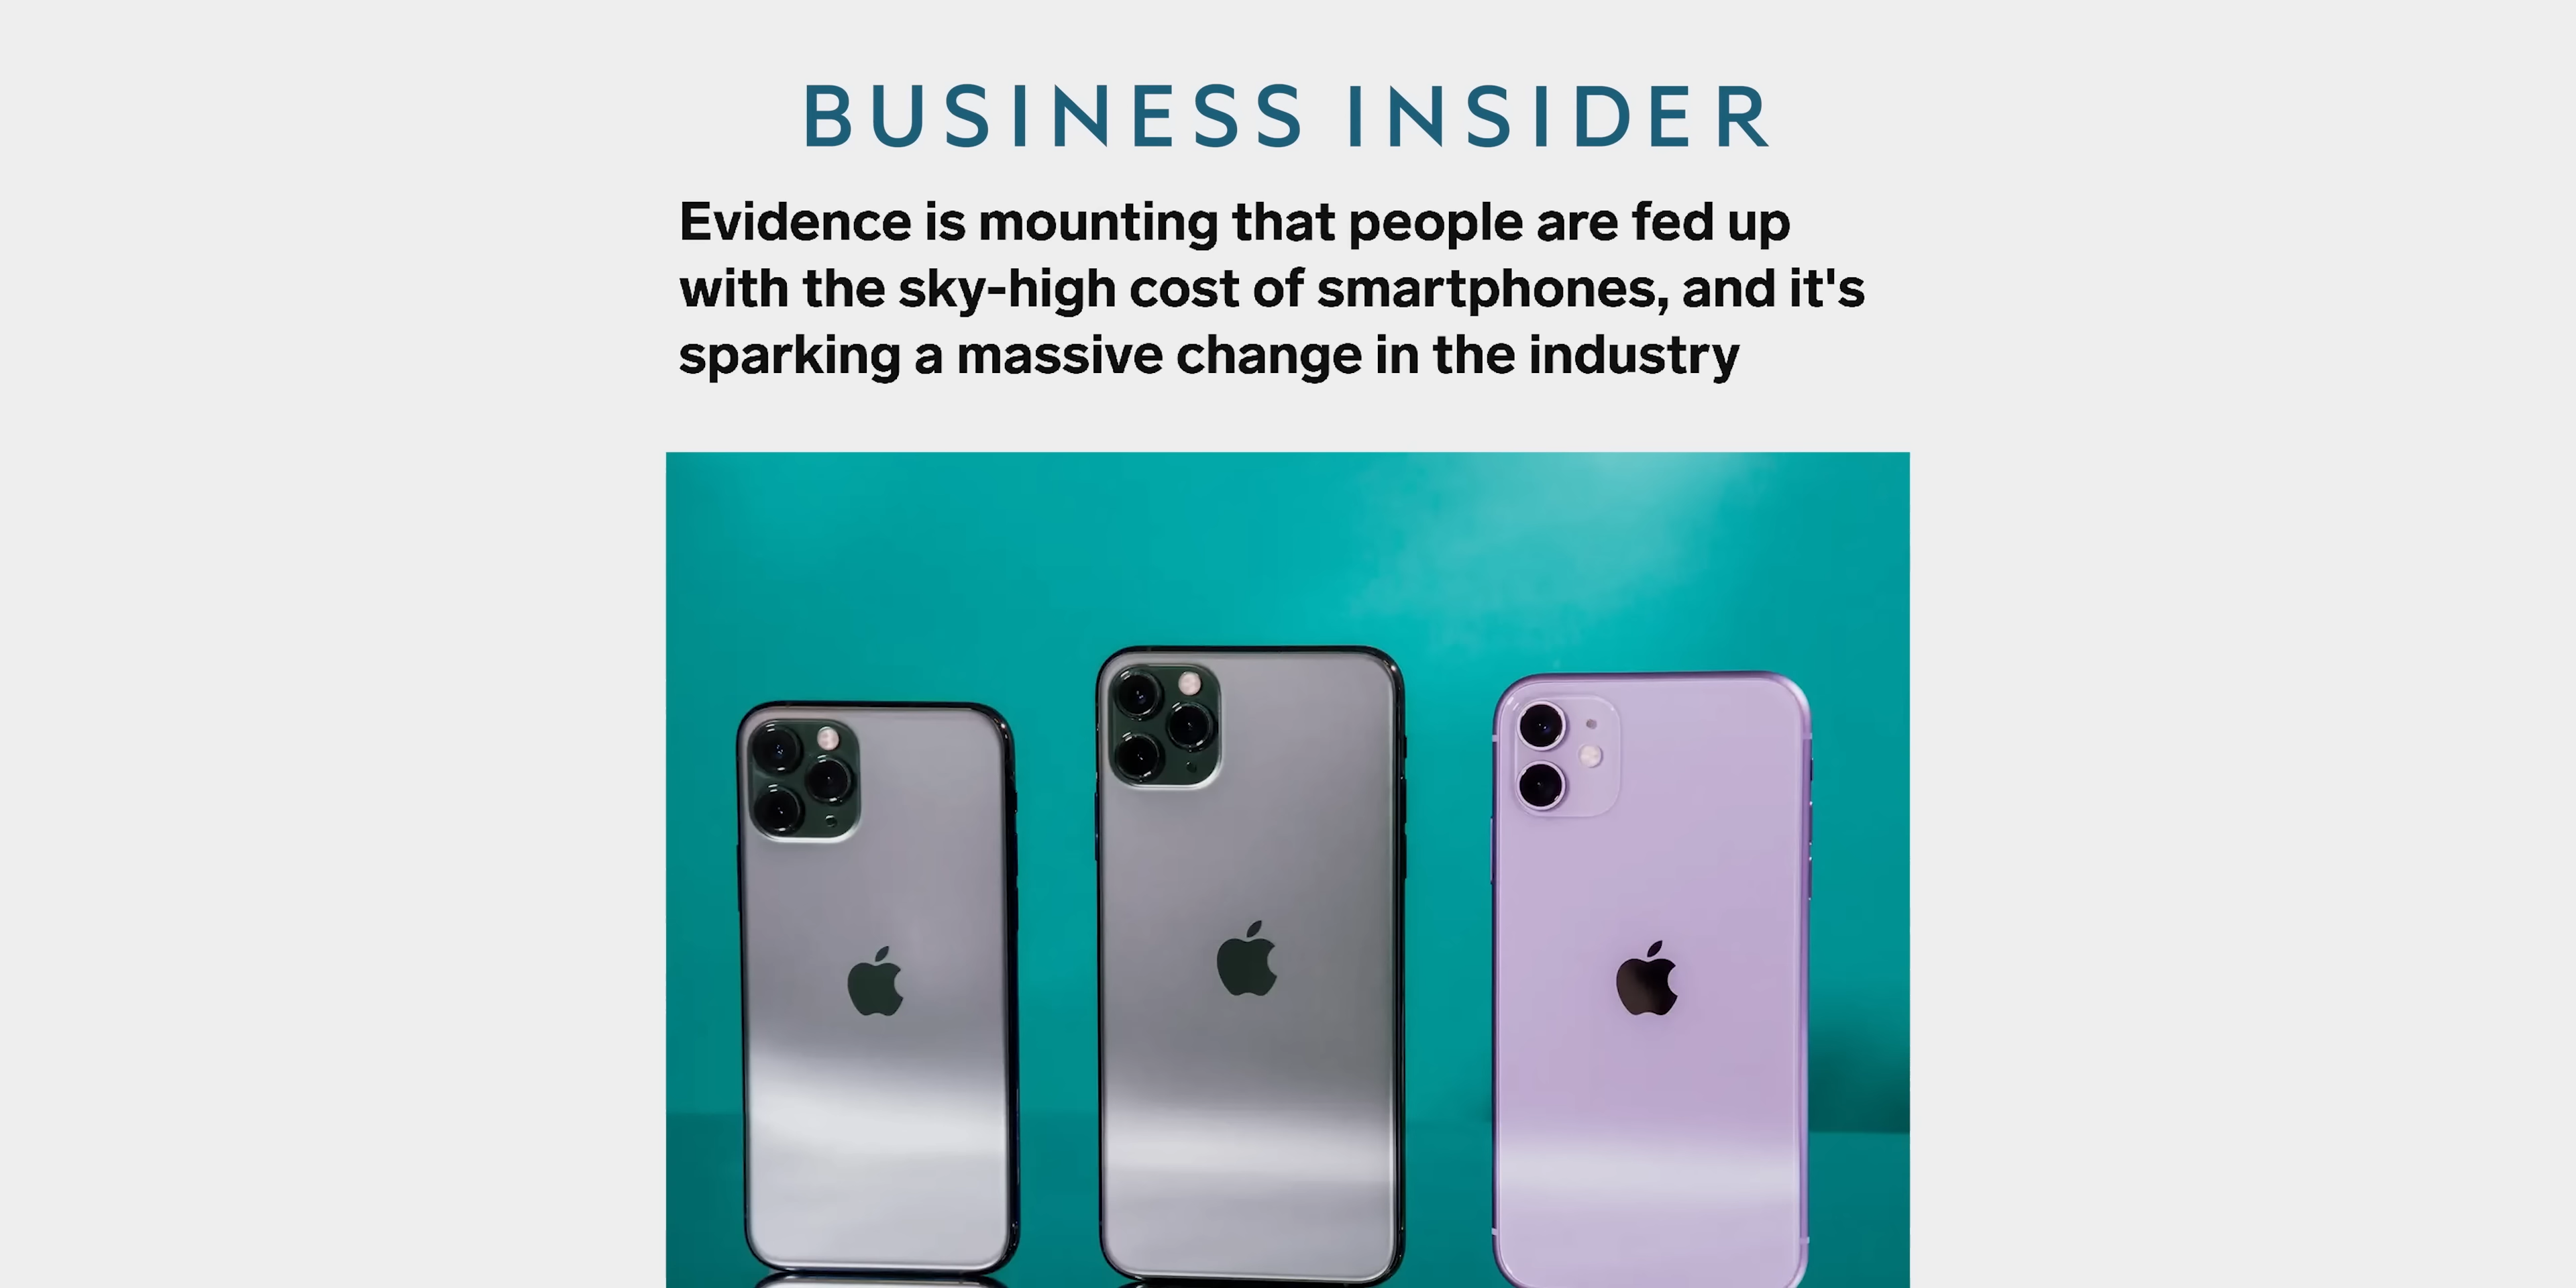 BUSINESS INSIDER
Evidence is mounting that people are fed up
with the sky-high cost of smartphones, and it's
sparking a massive change in the industry